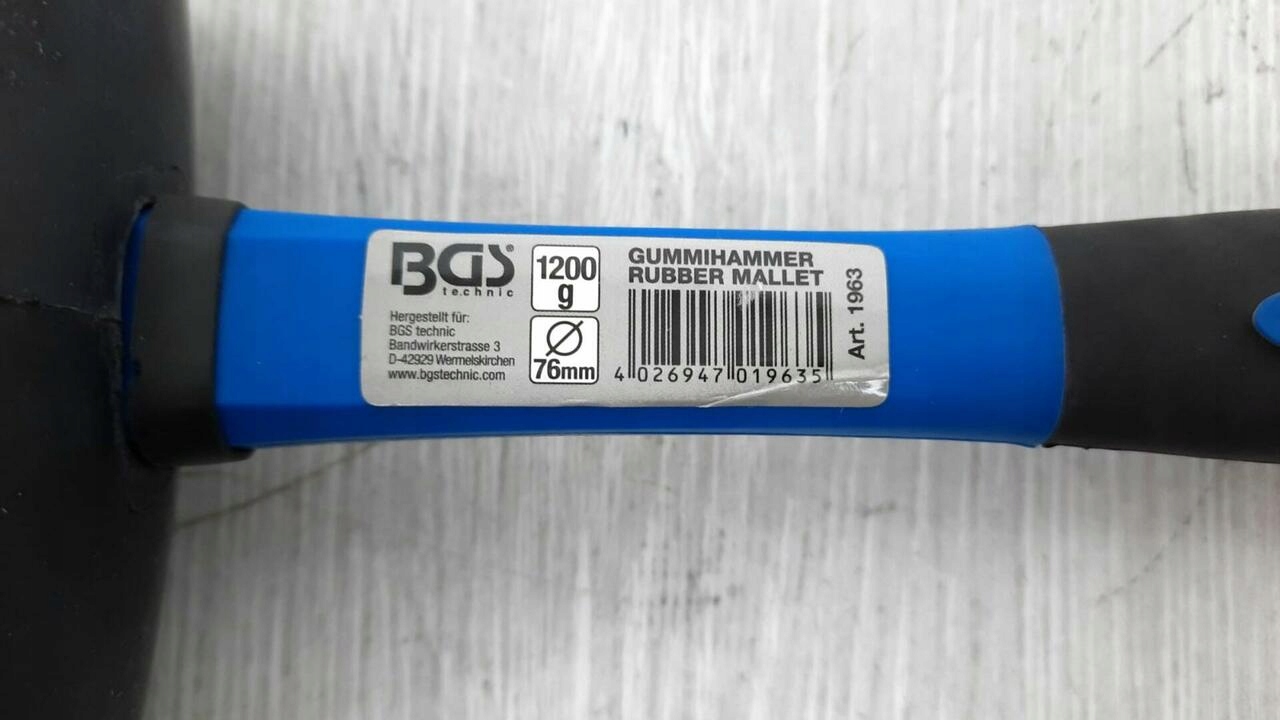 BGS®
technic
Hergestellt für:
BGS technic
Bandwirkerstrasse 3
D-42929 Wermelskirchen
www.bgstechnic.com
1200
g
76mm
GUMMIHAMMER
RUBBER MALLET
4 026947 019635
Art. 1963